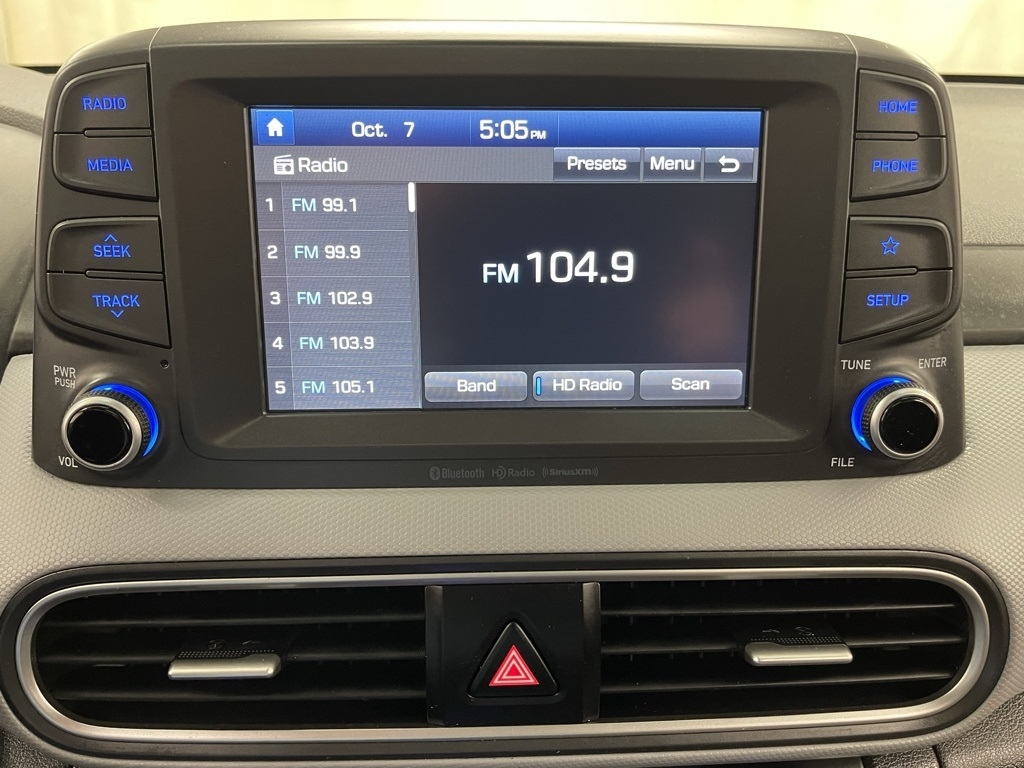 RADIO
MEDIA
SEEK
TRACK
PWR
PUSH
VOL
Oct. 7 5:05 PM
Radio Presets Menu
1 FM 99.1
2 FM 99.9
3 FM 102.9
4 FM 103.9
5 FM 105.1
FM 104.9
Band HD Radio Scan
HOME
PHONE
SETUP
TUNE ENTER
FILE
Bluetooth HD Radio ((SiriusXM))